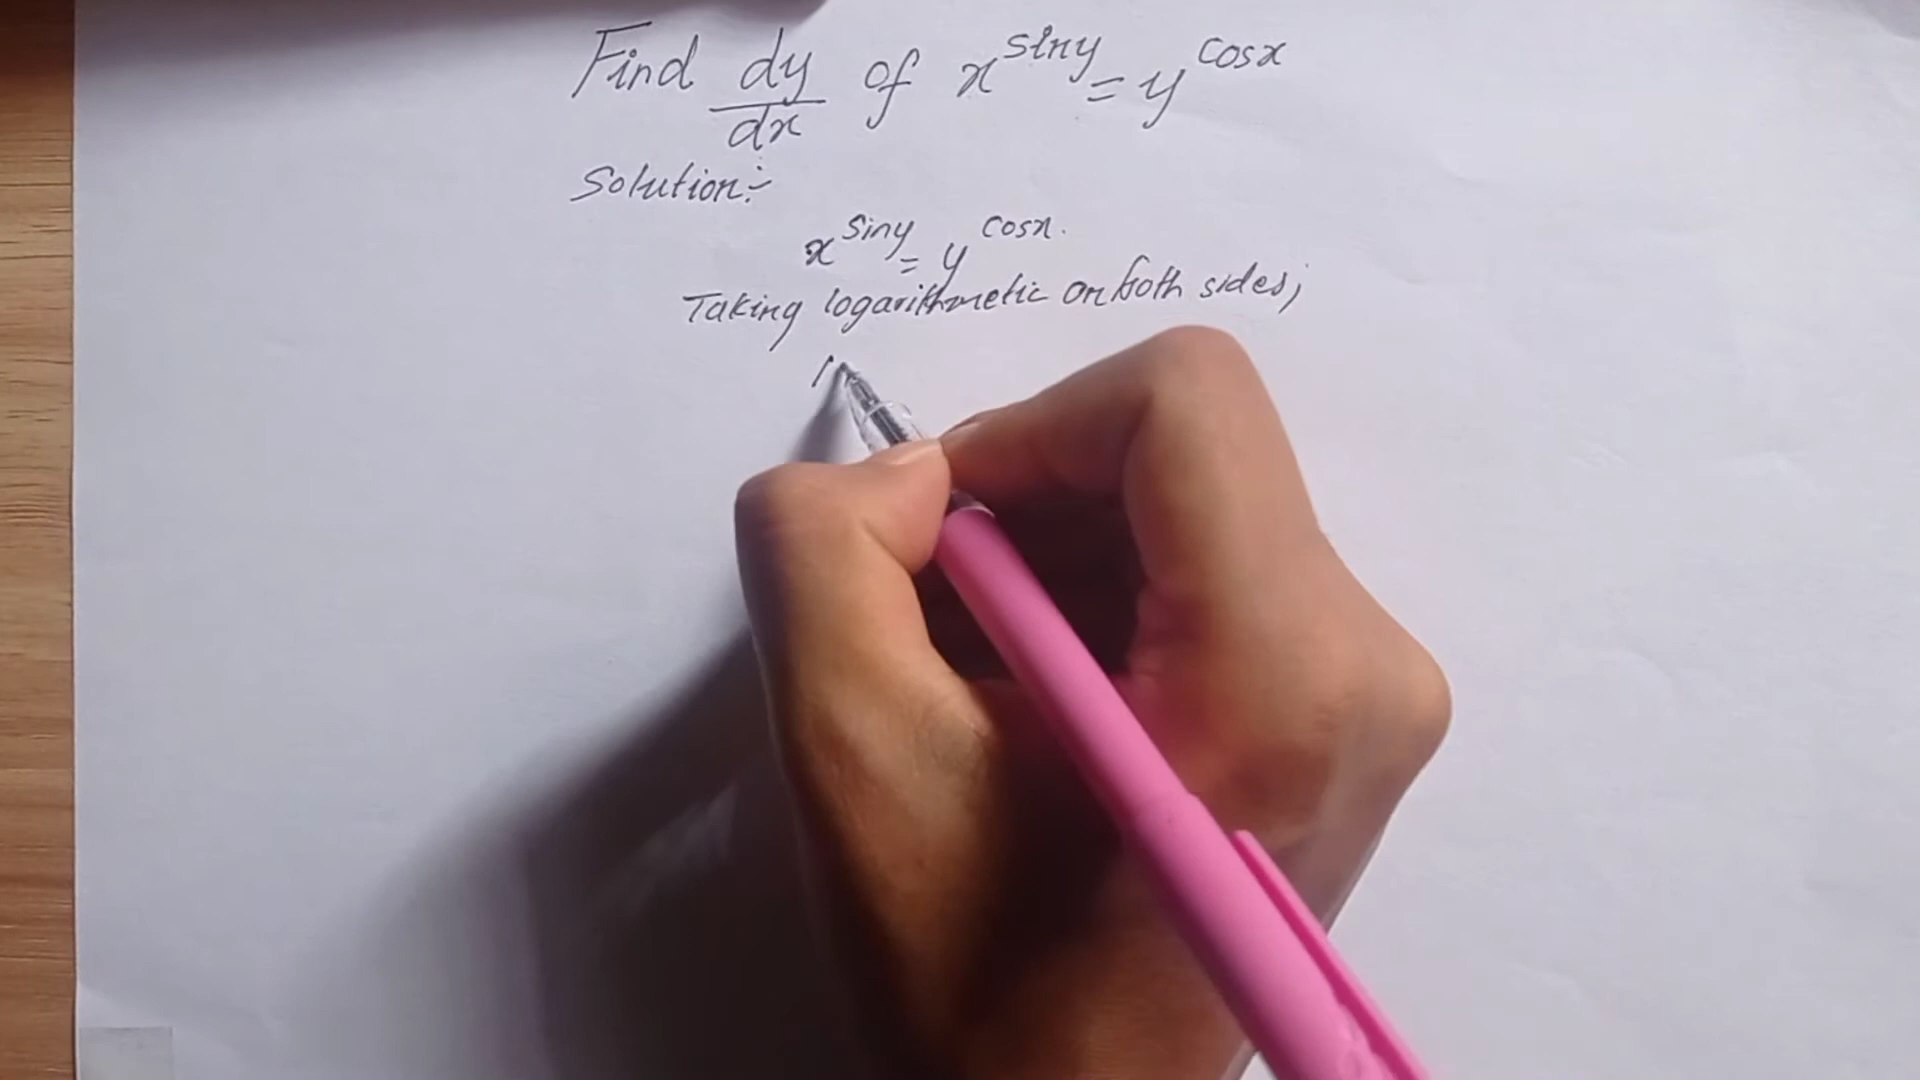 Find dy/dx of x^siny = y^cosx
Solution:-
x^siny = y^cosx.
Taking logarithmetic on both sides;